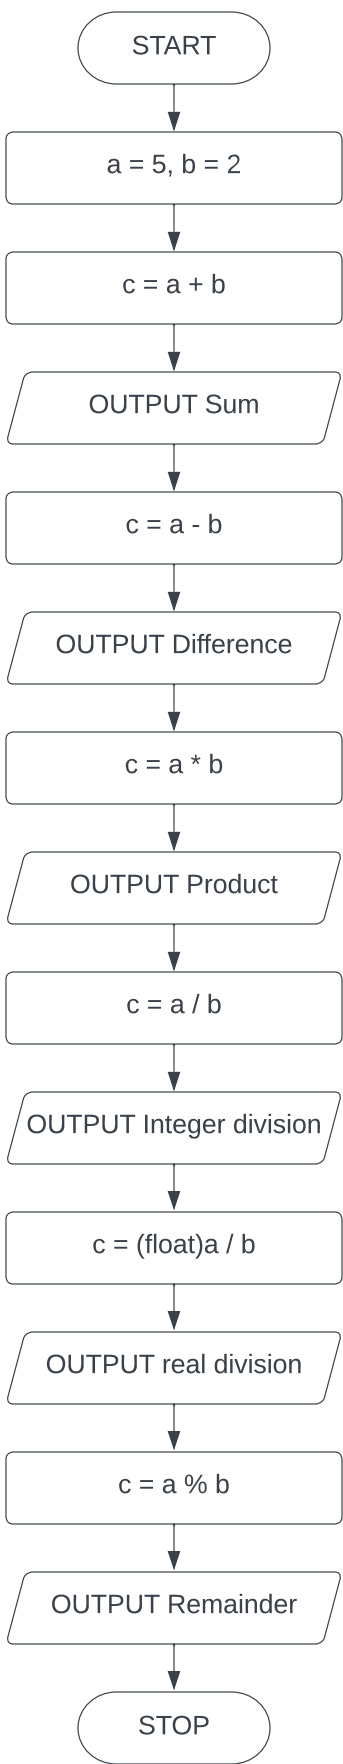 START
a = 5, b = 2
c = a + b
OUTPUT Sum
c = a - b
OUTPUT Difference
c = a * b
OUTPUT Product
c = a / b
OUTPUT Integer division
c = (float)a / b
OUTPUT real division
c = a % b
OUTPUT Remainder
STOP